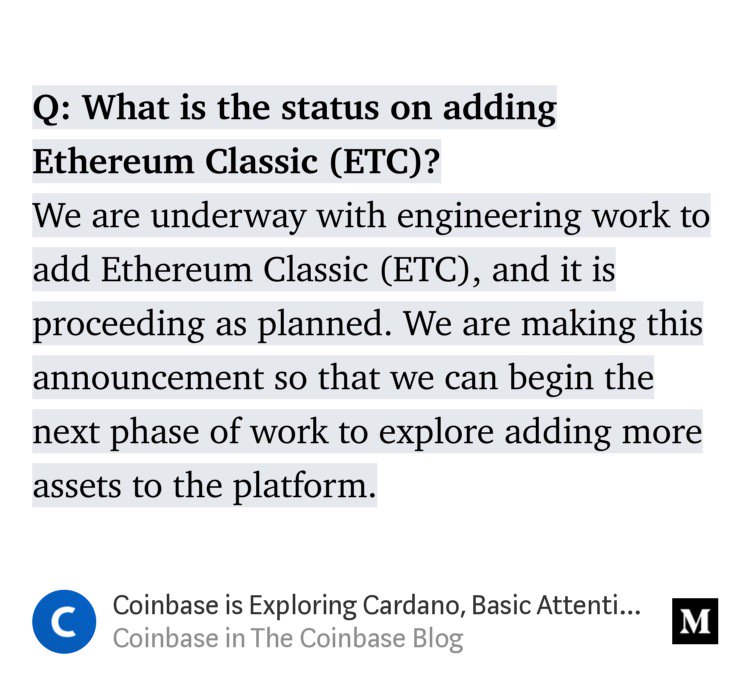 Q: What is the status on adding
Ethereum Classic (ETC)?
We are underway with engineering work to
add Ethereum Classic (ETC), and it is
proceeding as planned. We are making this
announcement so that we can begin the
next phase of work to explore adding more
assets to the platform.
C
Coinbase is Exploring Cardano, Basic Attenti...
Coinbase in The Coinbase Blog
M